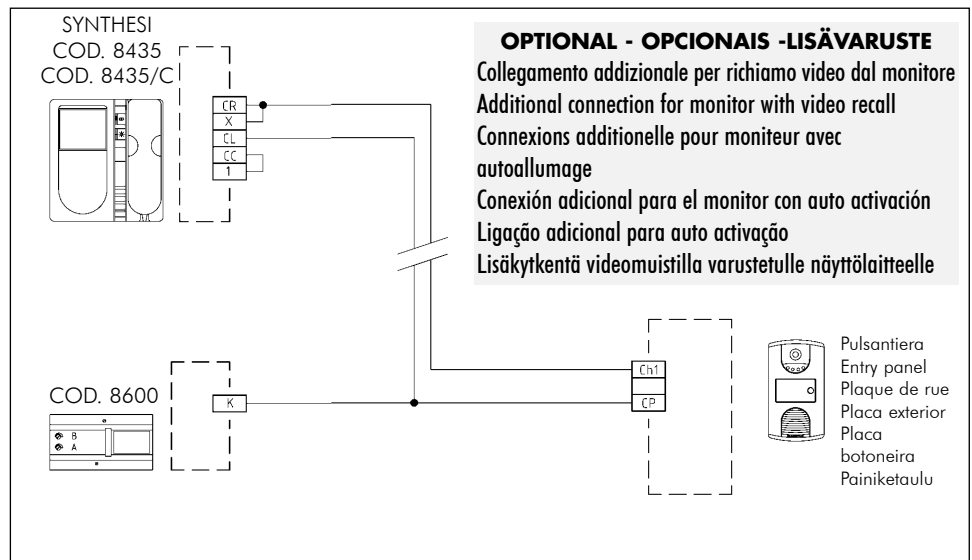 SYNTHESI
COD. 8435
COD. 8435/C
CR
X
CL
CC
1
OPTIONAL - OPCIONAIS -LISÄVARUSTE
Collegamento addizionale per richiamo video dal monitore
Additional connection for monitor with video recall
Connexions additionelle pour moniteur avec
autoallumage
Conexión adicional para el monitor con auto activación
Ligação adicional para auto activação
Lisäkytkentä videomuistilla varustetulle näyttölaitteelle
COD. 8600
B
A
K
Ch1
CP
Pulsantiera
Entry panel
Plaque de rue
Placa exterior
Placa
botoneira
Painiketaulu